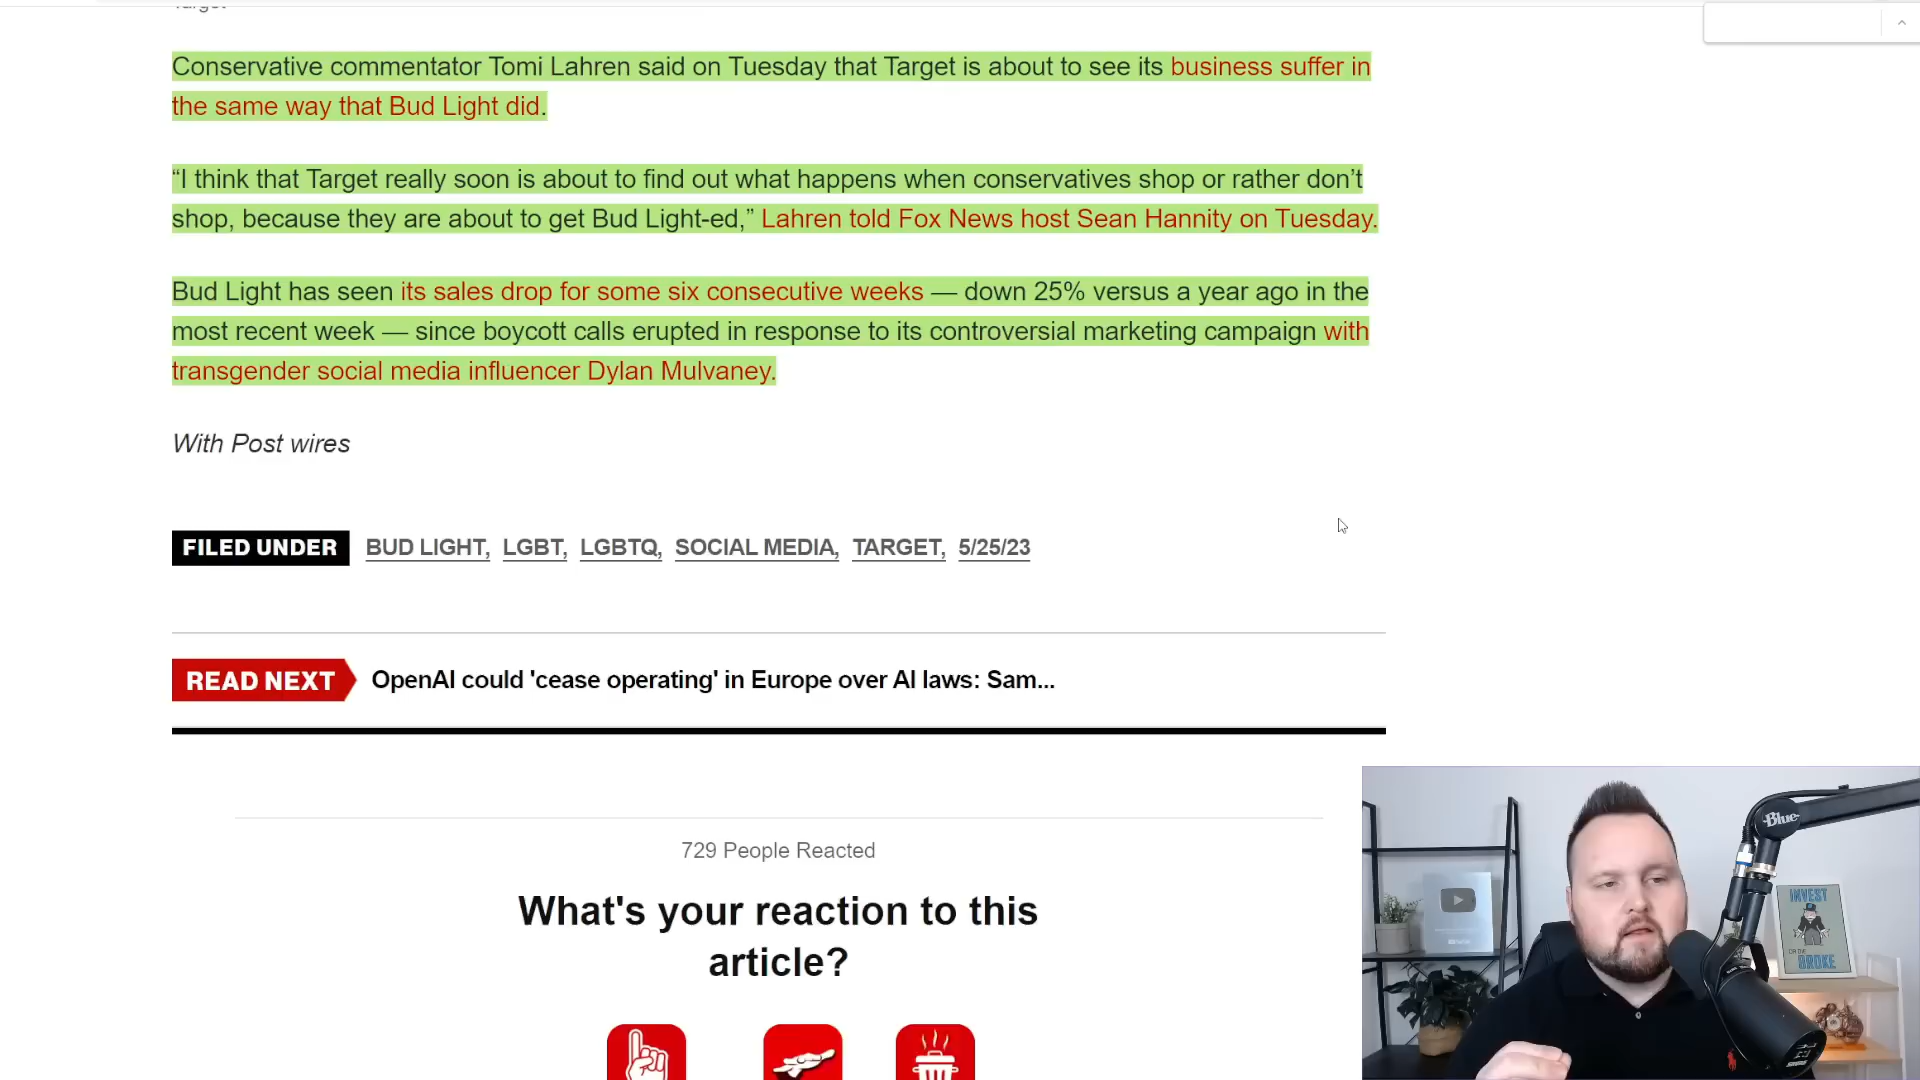 Target
Conservative commentator Tomi Lahren said on Tuesday that Target is about to see its business suffer in
the same way that Bud Light did.
“I think that Target really soon is about to find out what happens when conservatives shop or rather don’t
shop, because they are about to get Bud Light-ed,” Lahren told Fox News host Sean Hannity on Tuesday.
Bud Light has seen its sales drop for some six consecutive weeks — down 25% versus a year ago in the
most recent week — since boycott calls erupted in response to its controversial marketing campaign with
transgender social media influencer Dylan Mulvaney.
With Post wires
FILED UNDER BUD LIGHT, LGBT, LGBTQ, SOCIAL MEDIA, TARGET, 5/25/23
READ NEXT OpenAI could 'cease operating' in Europe over AI laws: Sam...
729 People Reacted
What's your reaction to this
article?
Blue
INVEST
OR DIE
BROKE